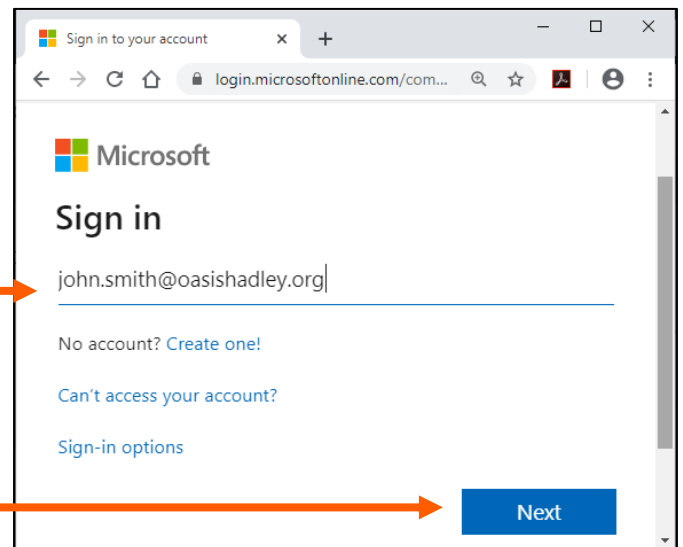 Sign in to your account
login.microsoftonline.com/com...
Microsoft
Sign in
john.smith@oasishadley.org
No account? Create one!
Can't access your account?
Sign-in options
Next